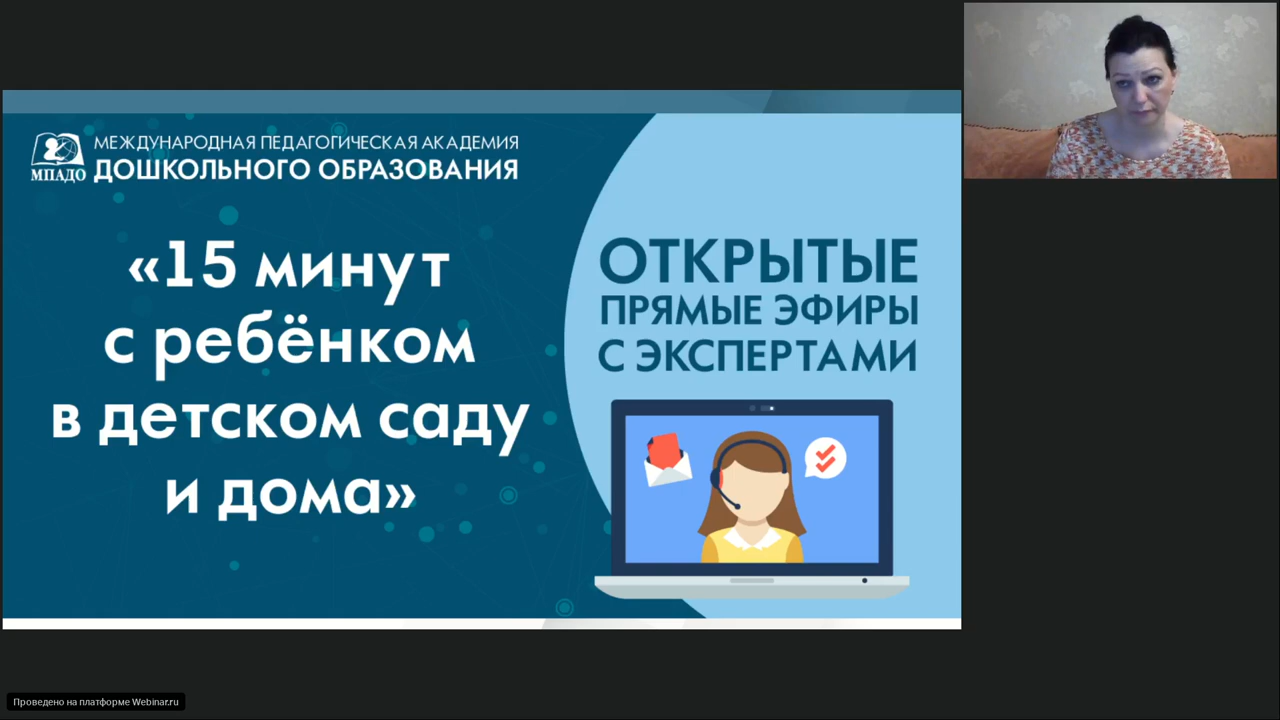 МЕЖДУНАРОДНАЯ ПЕДАГОГИЧЕСКАЯ АКАДЕМИЯ
МПАДО ДОШКОЛЬНОГО ОБРАЗОВАНИЯ
«15 минут
с ребёнком
в детском саду
и дома»
ОТКРЫТЫЕ
ПРЯМЫЕ ЭФИРЫ
С ЭКСПЕРТАМИ
Проведено на платформе Webinar.ru